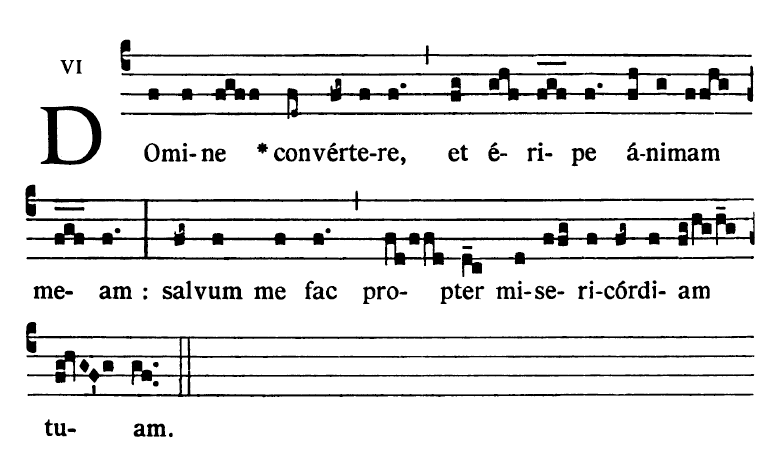 VI
DOmi-ne * convérte-re, et é- ri- pe á-nimam
me- am : salvum me fac pro- pter mi-se- ri-córdi- am
tu- am.